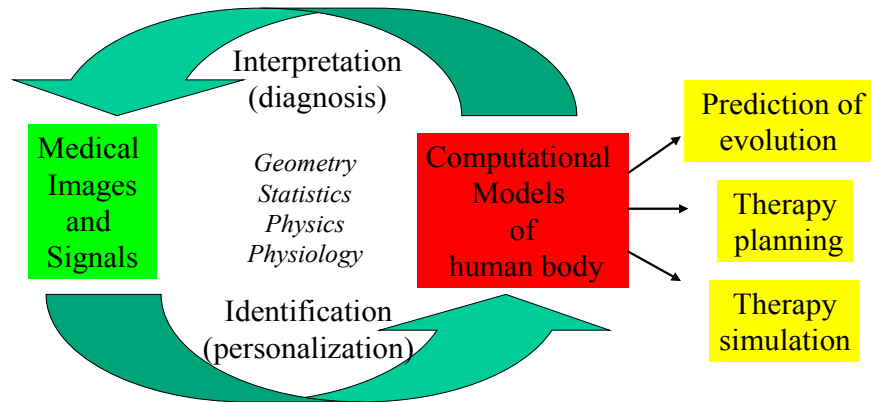 Interpretation
(diagnosis)
Medical
Images
and
Signals
Geometry
Statistics
Physics
Physiology
Computational
Models
of
human body
Prediction of
evolution
Therapy
planning
Therapy
simulation
Identification
(personalization)